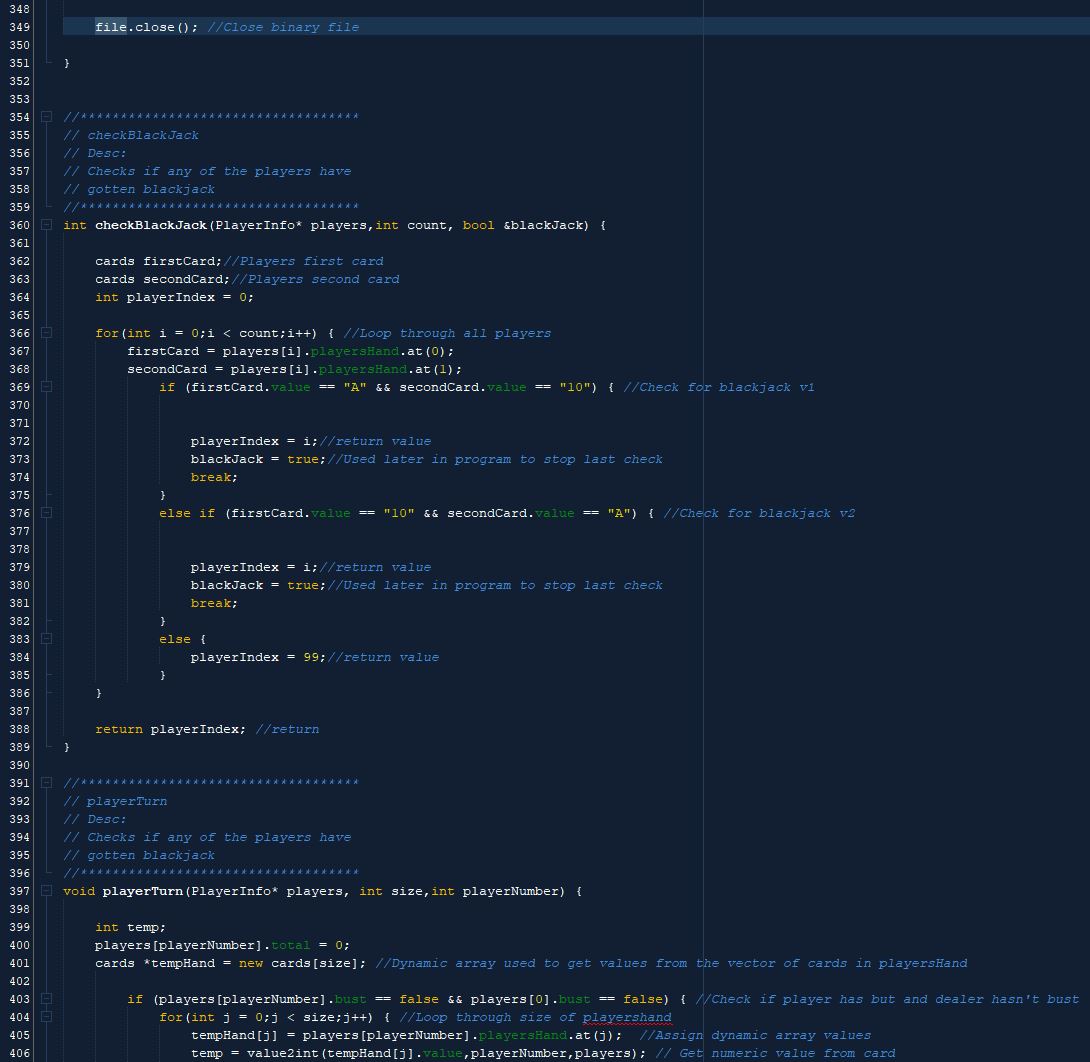 348
349 file.close(); //Close binary file
350
351 }
352
353
354 //***********************************
355 // checkBlackJack
356 // Desc:
357 // Checks if any of the players have
358 // gotten blackjack
359 //***********************************
360 int checkBlackJack(PlayerInfo* players,int count, bool &blackJack) {
361
362 cards firstCard;//Players first card
363 cards secondCard;//Players second card
364 int playerIndex = 0;
365
366 for(int i = 0;i < count;i++) { //Loop through all players
367 firstCard = players[i].playersHand.at(0);
368 secondCard = players[i].playersHand.at(1);
369 if (firstCard.value == "A" && secondCard.value == "10") { //Check for blackjack v1
370
371
372 playerIndex = i;//return value
373 blackJack = true;//Used later in program to stop last check
374 break;
375 }
376 else if (firstCard.value == "10" && secondCard.value == "A") { //Check for blackjack v2
377
378
379 playerIndex = i;//return value
380 blackJack = true;//Used later in program to stop last check
381 break;
382 }
383 else {
384 playerIndex = 99;//return value
385 }
386 }
387
388 return playerIndex; //return
389 }
390
391 //***********************************
392 // playerTurn
393 // Desc:
394 // Checks if any of the players have
395 // gotten blackjack
396 //***********************************
397 void playerTurn(PlayerInfo* players, int size,int playerNumber) {
398
399 int temp;
400 players[playerNumber].total = 0;
401 cards *tempHand = new cards[size]; //Dynamic array used to get values from the vector of cards in playersHand
402
403 if (players[playerNumber].bust == false && players[0].bust == false) { //Check if player has but and dealer hasn't bust
404 for(int j = 0;j < size;j++) { //Loop through size of playershand
405 tempHand[j] = players[playerNumber].playersHand.at(j); //Assign dynamic array values
406 temp = value2int(tempHand[j].value,playerNumber,players); // Get numeric value from card